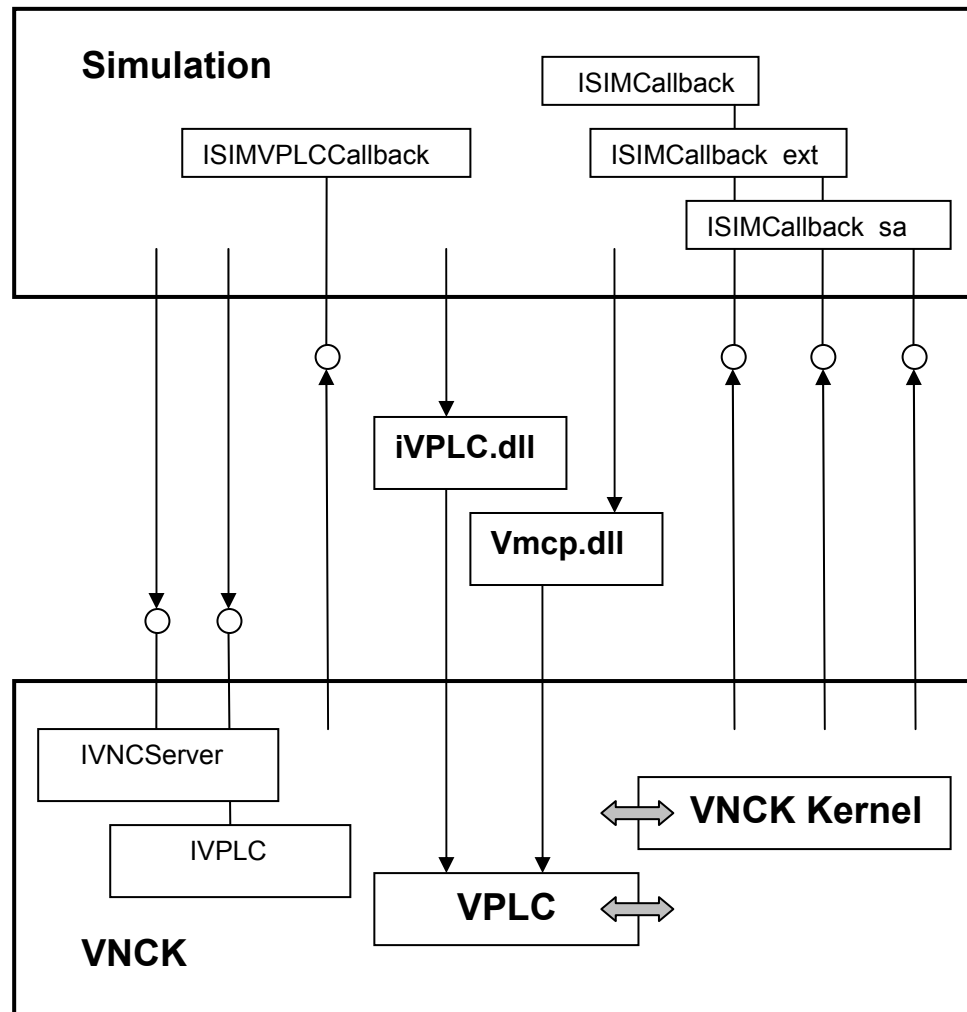 Simulation
ISIMCallback
ISIMVPLCCallback
ISIMCallback ext
ISIMCallback sa
iVPLC.dll
Vmcp.dll
IVNCServer
VNCK Kernel
IVPLC
VPLC
VNCK